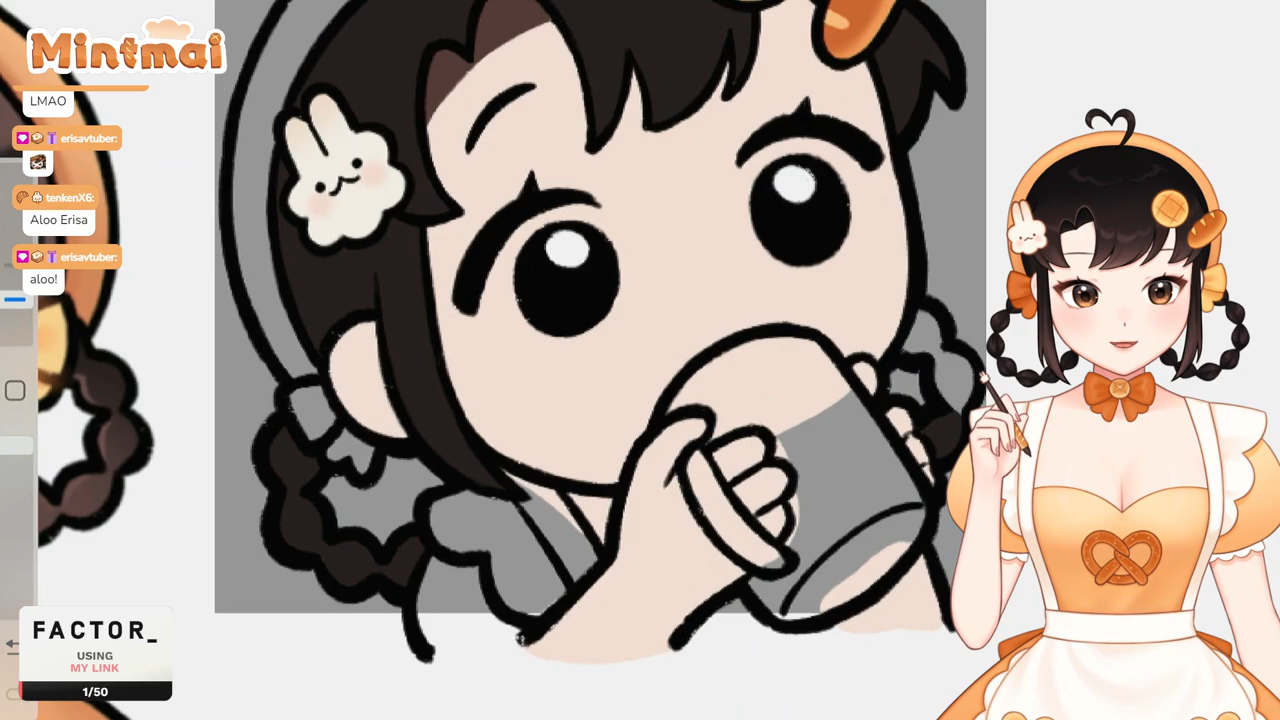 Mintmai
LMAO
erisavtuber:
tenkenX6:
Aloo Erisa
erisavtuber:
aloo!
FACTOR_
USING
MY LINK
1/50